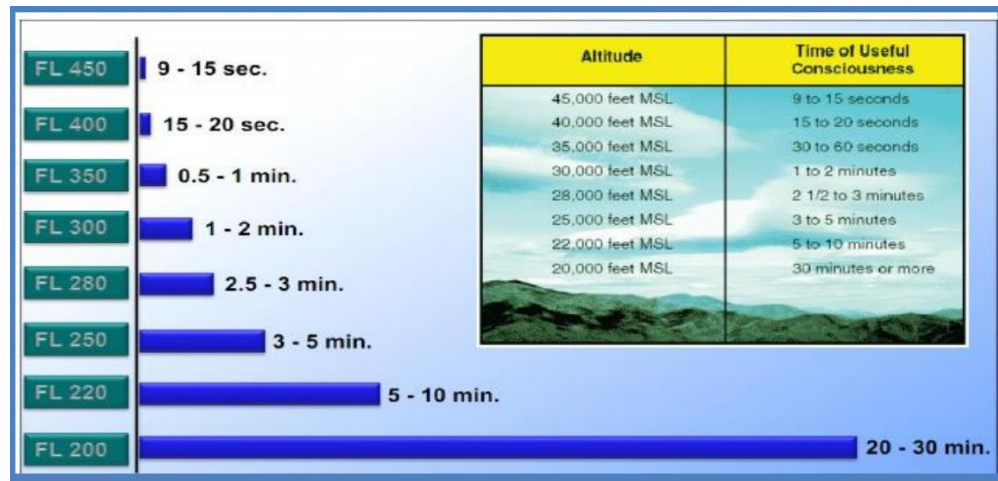 FL 450
9 - 15 sec.
FL 400
15 - 20 sec.
FL 350
0.5 - 1 min.
FL 300
1 - 2 min.
FL 280
2.5 - 3 min.
FL 250
3 - 5 min.
FL 220
5 - 10 min.
FL 200
20 - 30 min.
Altitude
Time of Useful
Consciousness
45,000 feet MSL
9 to 15 seconds
40,000 feet MSL
15 to 20 seconds
35,000 feet MSL
30 to 60 seconds
30,000 feet MSL
1 to 2 minutes
28,000 feet MSL
2 1/2 to 3 minutes
25,000 feet MSL
3 to 5 minutes
22,000 feet MSL
5 to 10 minutes
20,000 feet MSL
30 minutes or more